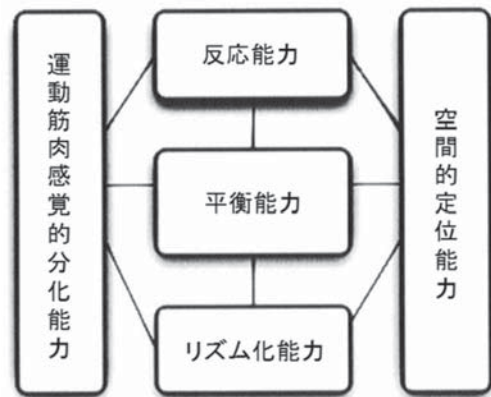 運動筋肉感覚的分化能力
反応能力
平衡能力
リズム化能力
空間的定位能力